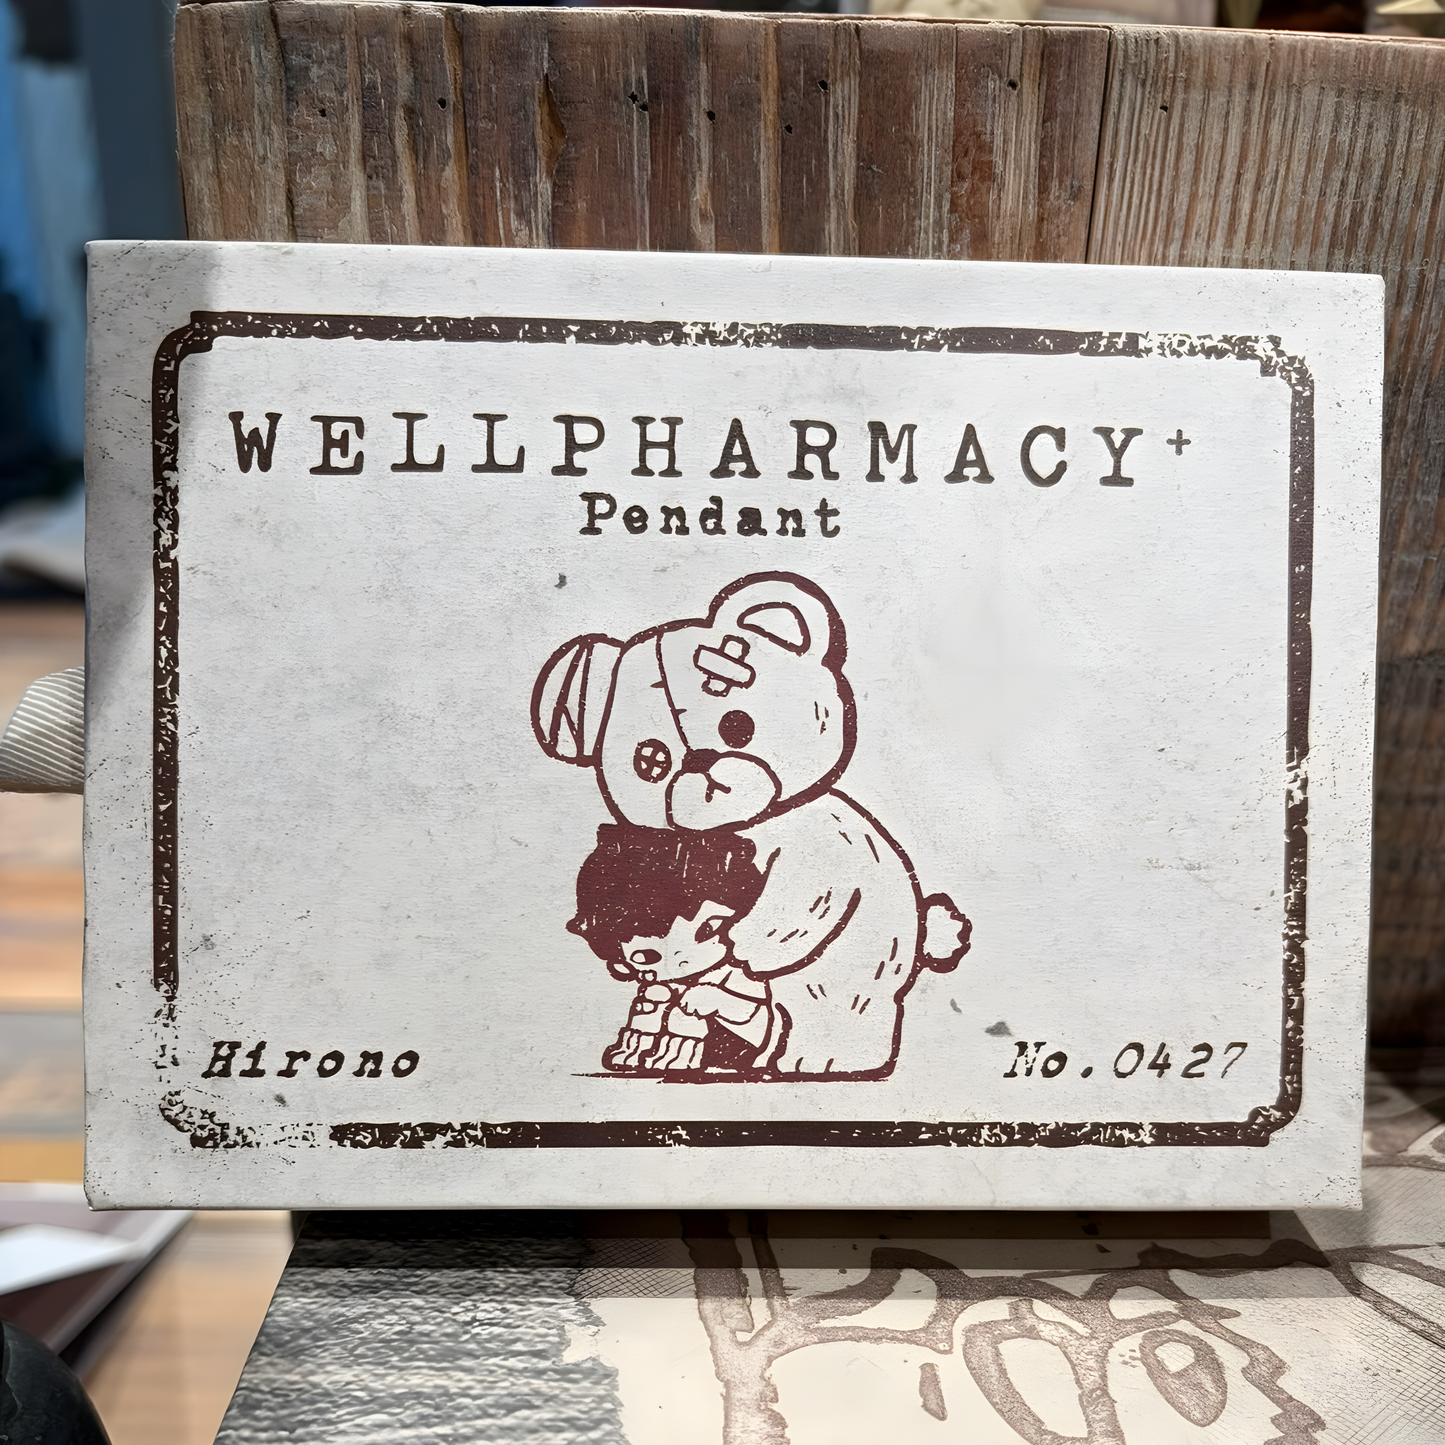 WELLPHARMACY+
Pendant
Hirono
No.0427